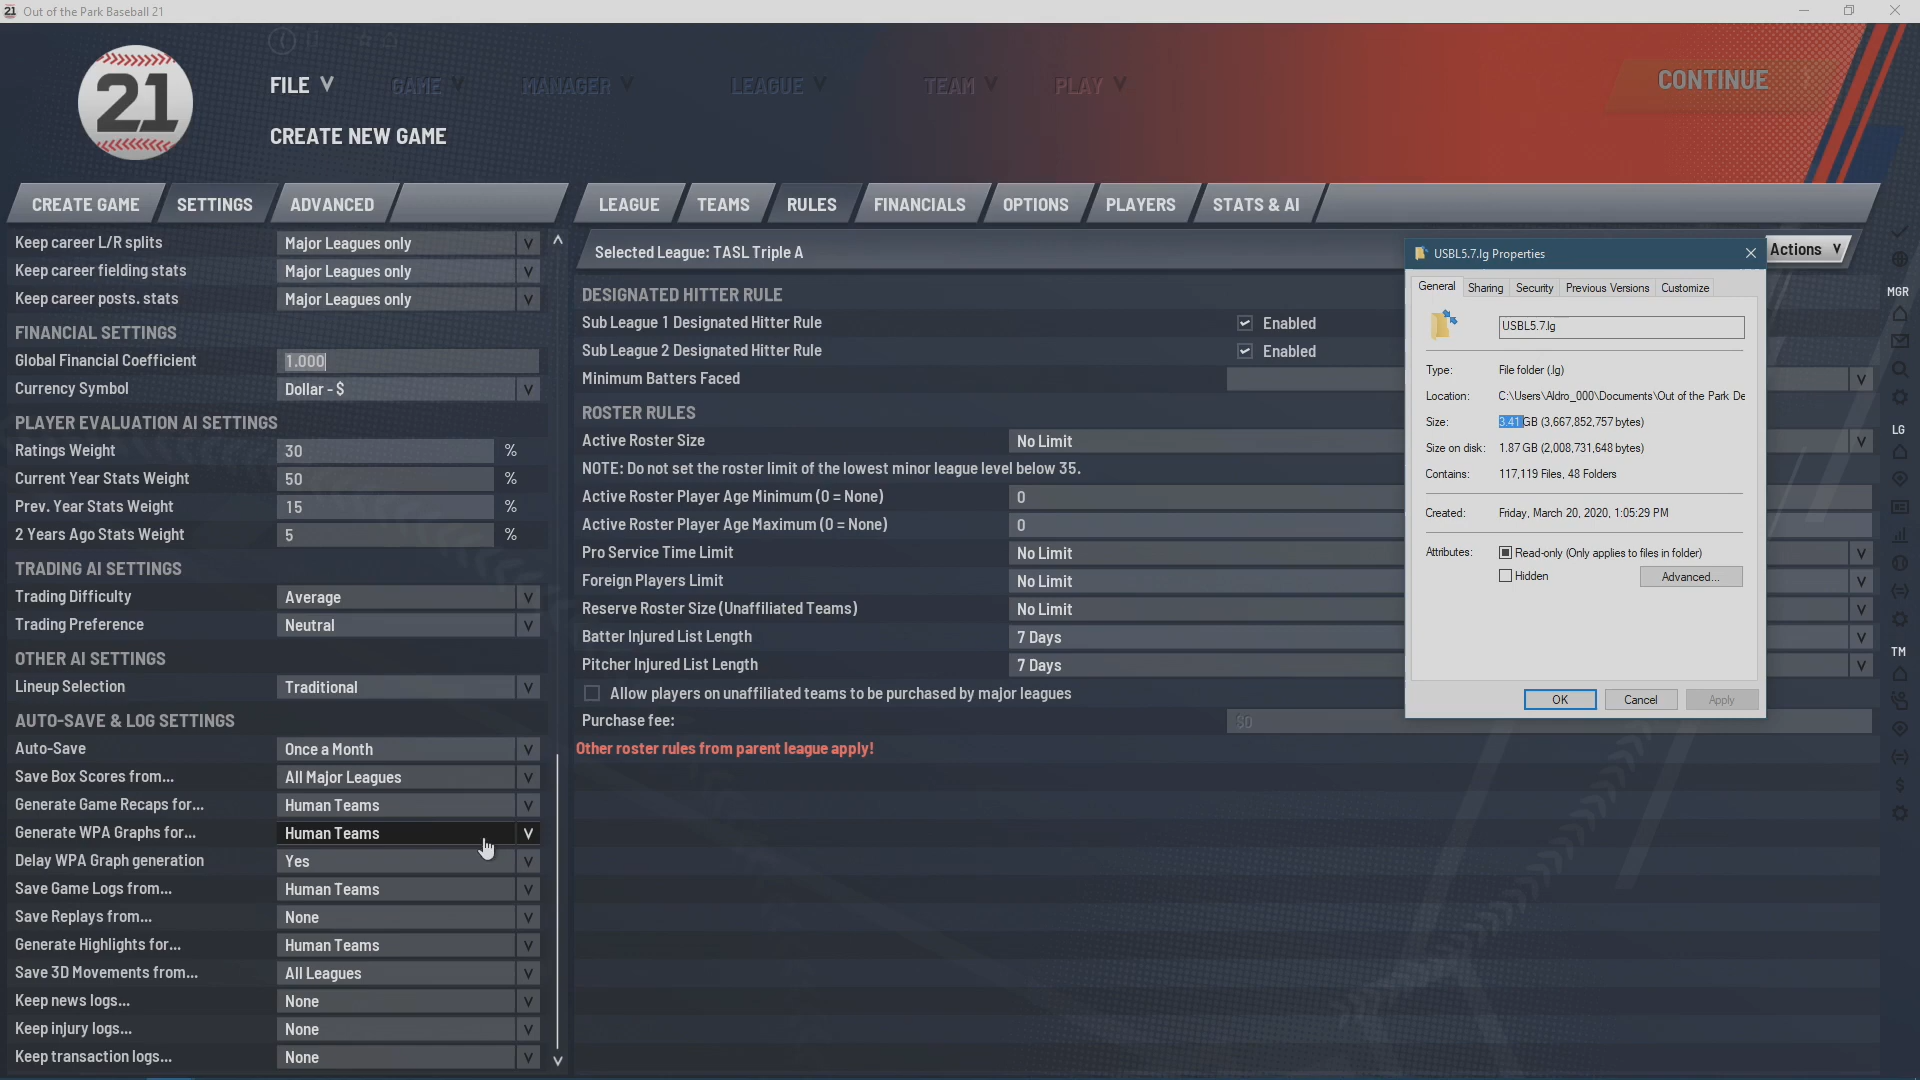 Out of the Park Baseball 21
21
FILE
GAME
MANAGER
LEAGUE
TEAM
PLAY
CONTINUE
CREATE NEW GAME
CREATE GAME
SETTINGS
ADVANCED
LEAGUE
TEAMS
RULES
FINANCIALS
OPTIONS
PLAYERS
STATS & AI
Keep career L/R splits Major Leagues only
Keep career fielding stats Major Leagues only
Keep career posts. stats Major Leagues only
FINANCIAL SETTINGS
Global Financial Coefficient 1.000
Currency Symbol Dollar - $
PLAYER EVALUATION AI SETTINGS
Ratings Weight 30 %
Current Year Stats Weight 50 %
Prev. Year Stats Weight 15 %
2 Years Ago Stats Weight 5 %
TRADING AI SETTINGS
Trading Difficulty Average
Trading Preference Neutral
OTHER AI SETTINGS
Lineup Selection Traditional
AUTO-SAVE & LOG SETTINGS
Auto-Save Once a Month
Save Box Scores from... All Major Leagues
Generate Game Recaps for... Human Teams
Generate WPA Graphs for... Human Teams
Delay WPA Graph generation Yes
Save Game Logs from... Human Teams
Save Replays from... None
Generate Highlights for... Human Teams
Save 3D Movements from... All Leagues
Keep news logs... None
Keep injury logs... None
Keep transaction logs... None
Selected League: TASL Triple A
Actions
DESIGNATED HITTER RULE
Sub League 1 Designated Hitter Rule Enabled
Sub League 2 Designated Hitter Rule Enabled
Minimum Batters Faced
ROSTER RULES
Active Roster Size No Limit
NOTE: Do not set the roster limit of the lowest minor league level below 35.
Active Roster Player Age Minimum (0 = None) 0
Active Roster Player Age Maximum (0 = None) 0
Pro Service Time Limit No Limit
Foreign Players Limit No Limit
Reserve Roster Size (Unaffiliated Teams) No Limit
Batter Injured List Length 7 Days
Pitcher Injured List Length 7 Days
Allow players on unaffiliated teams to be purchased by major leagues
Purchase fee: $0
Other roster rules from parent league apply!
USBL5.7.lg Properties
General Sharing Security Previous Versions Customize
USBL5.7.lg
Type: File folder (.lg)
Location: C:\Users\Aldro_000\Documents\Out of the Park De
Size: 3.41 GB (3,667,852,757 bytes)
Size on disk: 1.87 GB (2,008,731,648 bytes)
Contains: 117,119 Files, 48 Folders
Created: Friday, March 20, 2020, 1:05:29 PM
Attributes: Read-only (Only applies to files in folder)
Hidden
Advanced...
OK Cancel Apply
MGR
LG
TM